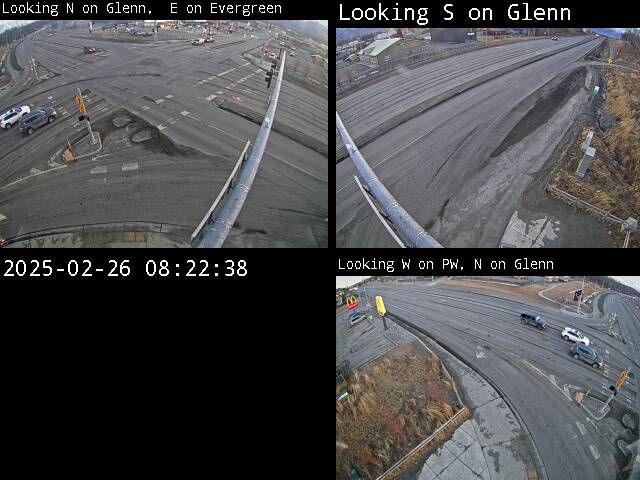 Looking N on Glenn,  E on Evergreen
Looking S on Glenn
2025-02-26 08:22:38
Looking W on PW, N on Glenn